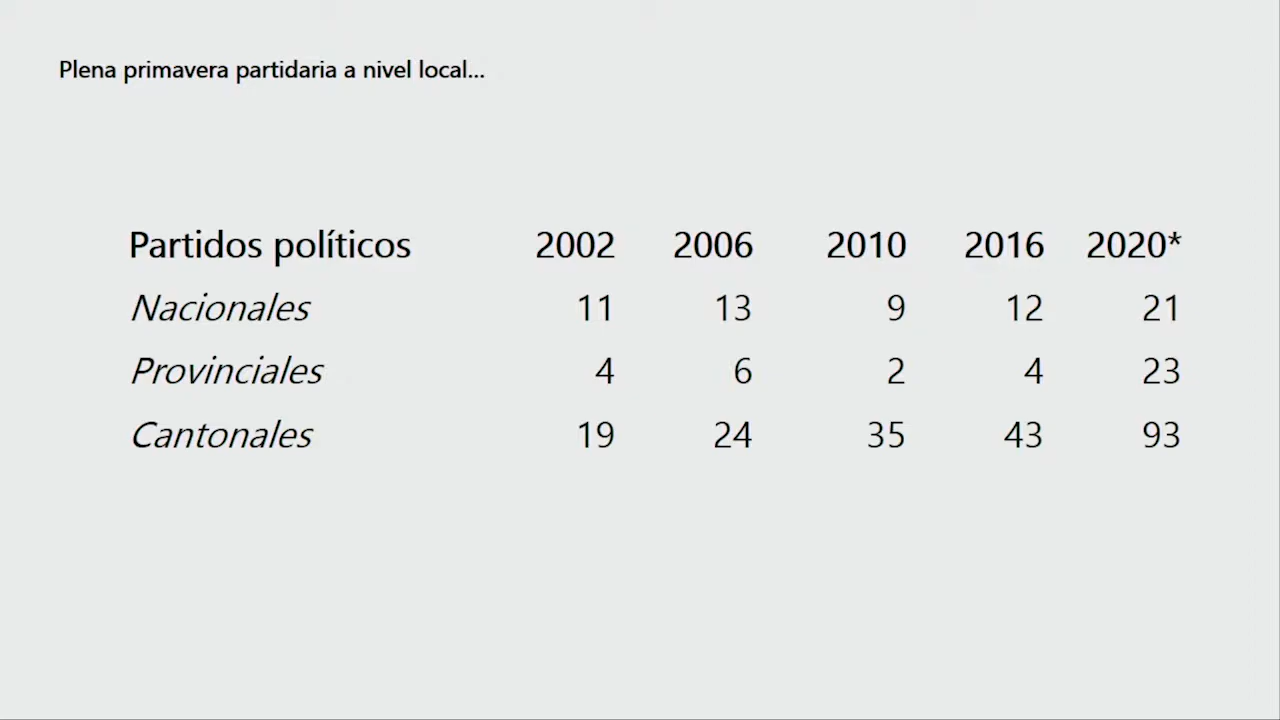 Plena primavera partidaria a nivel local...
Partidos políticos 2002 2006 2010 2016 2020*
Nacionales 11 13 9 12 21
Provinciales 4 6 2 4 23
Cantonales 19 24 35 43 93